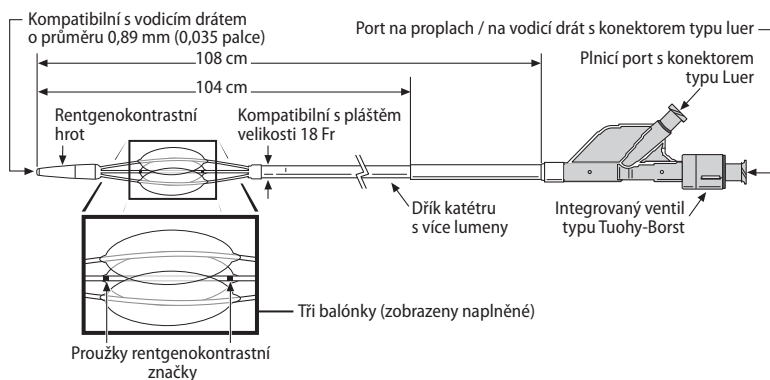 Kompatibilní s vodicím drátem
o průměru 0,89 mm (0,035 palce)
Port na proplach / na vodicí drát s konektorem typu luer
108 cm
Plnicí port s konektorem
typu Luer
104 cm
Rentgenokontrastní
hrot
Kompatibilní s pláštěm
velikosti 18 Fr
Dřík katétru
s více lumeny
Integrovaný ventil
typu Tuohy-Borst
Tři balónky (zobrazeny naplněné)
Proužky rentgenokontrastní
značky